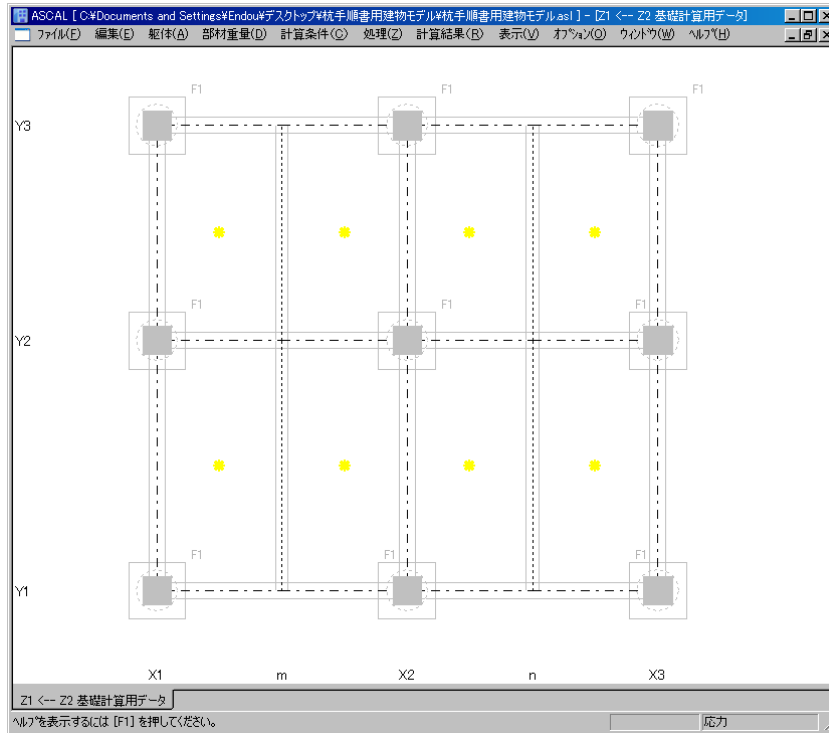 ASCAL [ C:¥Documents and Settings¥Endou¥デスクトップ¥杭手順書用建物モデル¥杭手順書用建物モデル.asl ] - [Z1 <-- Z2 基礎計算用データ]
ファイル(F) 編集(E) 躯体(A) 部材重量(D) 計算条件(C) 処理(Z) 計算結果(R) 表示(V) オプション(O) ウィンドウ(W) ヘルプ(H)
F1 F1 F1
Y3
F1 F1 F1
Y2
F1 F1 F1
Y1
X1 m X2 n X3
Z1 <-- Z2 基礎計算用データ
ヘルプを表示するには [F1] を押してください。 応力